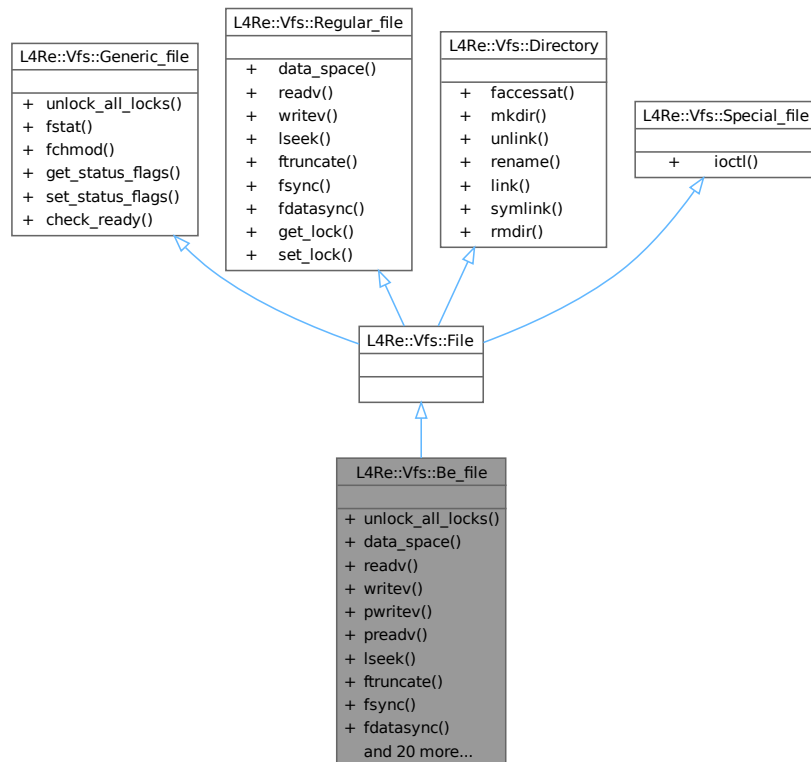 L4Re::Vfs::Generic_file
+ unlock_all_locks()
+ fstat()
+ fchmod()
+ get_status_flags()
+ set_status_flags()
+ check_ready()
L4Re::Vfs::Regular_file
+ data_space()
+ readv()
+ writev()
+ lseek()
+ ftruncate()
+ fsync()
+ fdatasync()
+ get_lock()
+ set_lock()
L4Re::Vfs::Directory
+ faccessat()
+ mkdir()
+ unlink()
+ rename()
+ link()
+ symlink()
+ rmdir()
L4Re::Vfs::Special_file
+ ioctl()
L4Re::Vfs::File
L4Re::Vfs::Be_file
+ unlock_all_locks()
+ data_space()
+ readv()
+ writev()
+ pwritev()
+ preadv()
+ lseek()
+ ftruncate()
+ fsync()
+ fdatasync()
and 20 more...